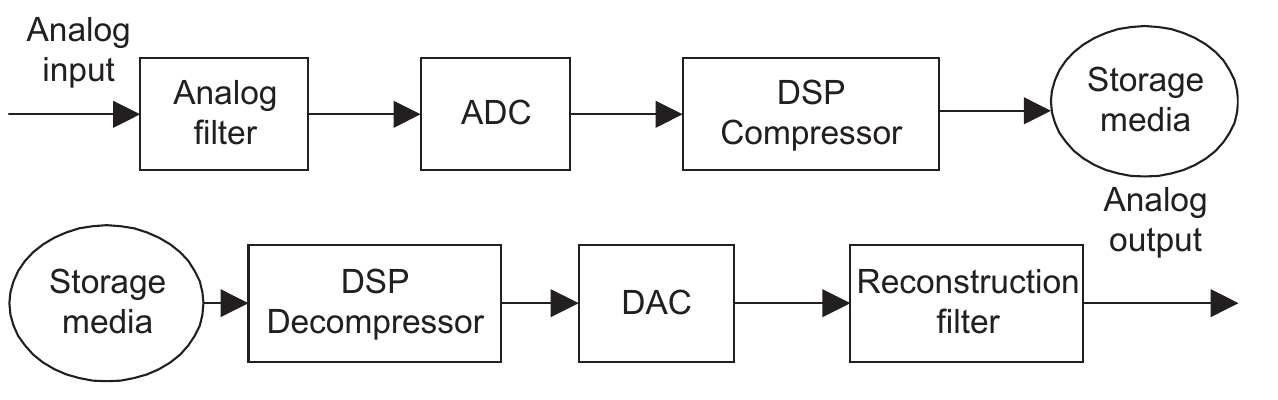 Analog
input
Analog
filter
ADC
DSP
Compressor
Storage
media
Analog
output
Storage
media
DSP
Decompressor
DAC
Reconstruction
filter